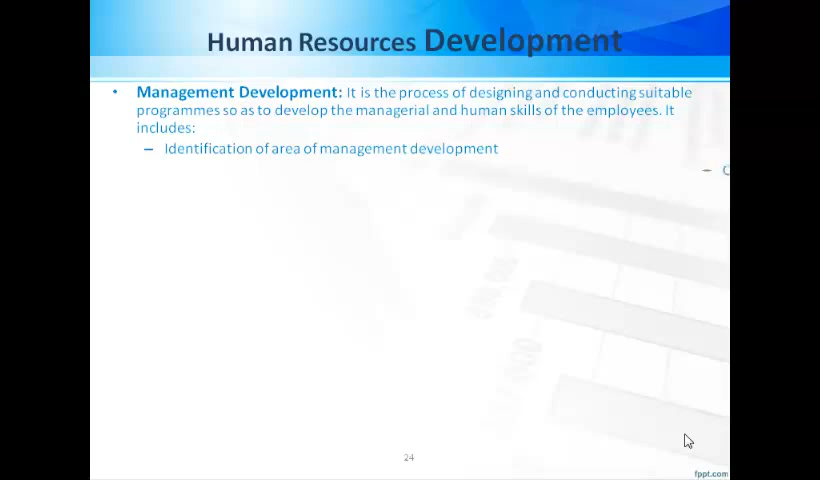 Human Resources Development
• Management Development: It is the process of designing and conducting suitable
programmes so as to develop the managerial and human skills of the employees. It
includes:
– Identification of area of management development
–
24
fppt.com